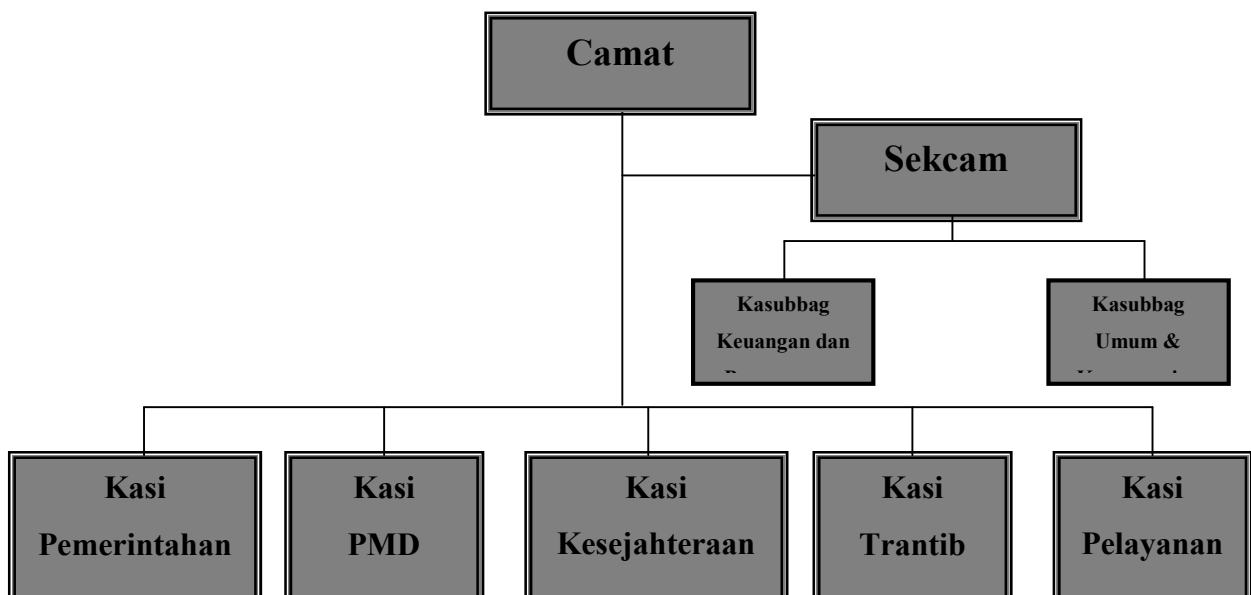 Camat
Sekcam
Kasubbag
Keuangan dan
Kasubbag
Umum &
Kasi
Pemerintahan
Kasi
PMD
Kasi
Kesejahteraan
Kasi
Trantib
Kasi
Pelayanan